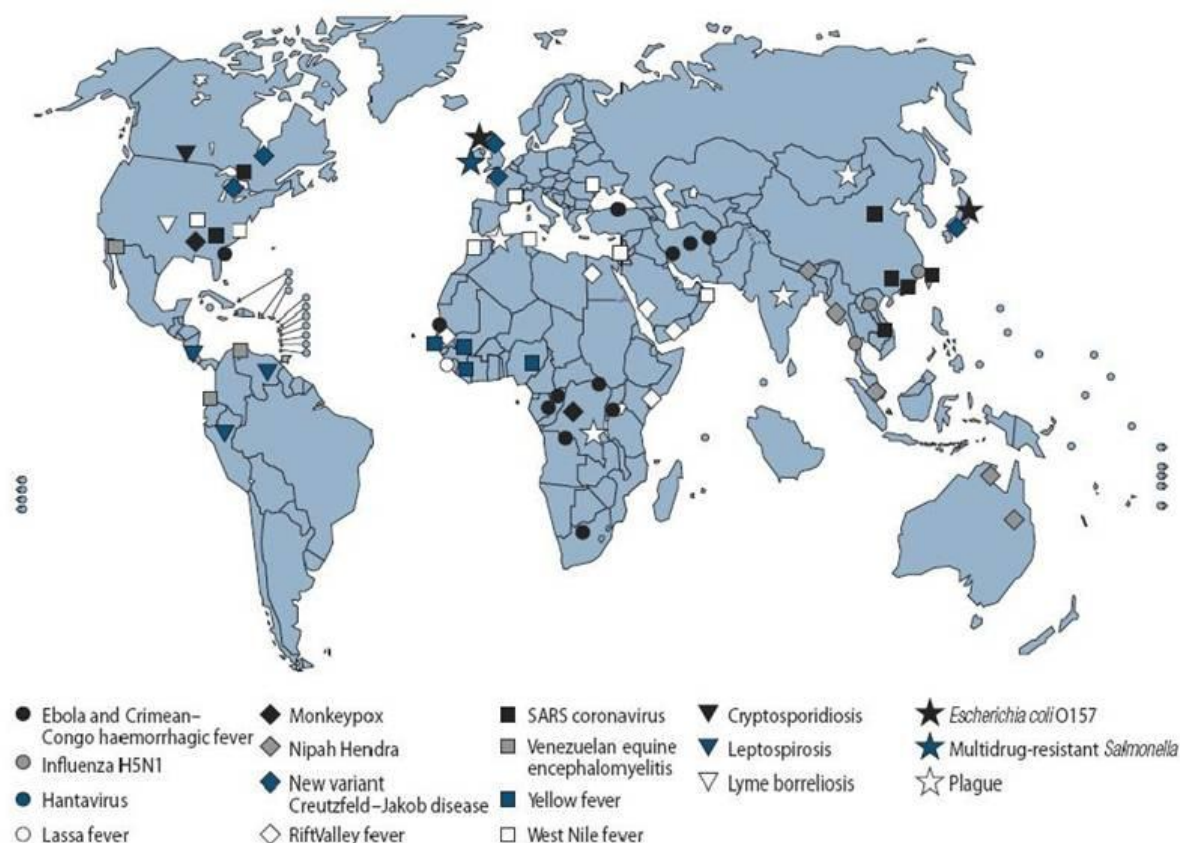 Ebola and Crimean–
Congo haemorrhagic fever
Influenza H5N1
Hantavirus
Lassa fever
Monkeypox
Nipah Hendra
New variant
Creutzfeld–Jakob disease
RiftValley fever
SARS coronavirus
Venezuelan equine
encephalomyelitis
Yellow fever
West Nile fever
Cryptosporidiosis
Leptospirosis
Lyme borreliosis
Escherichia coli O157
Multidrug-resistant Salmonella
Plague